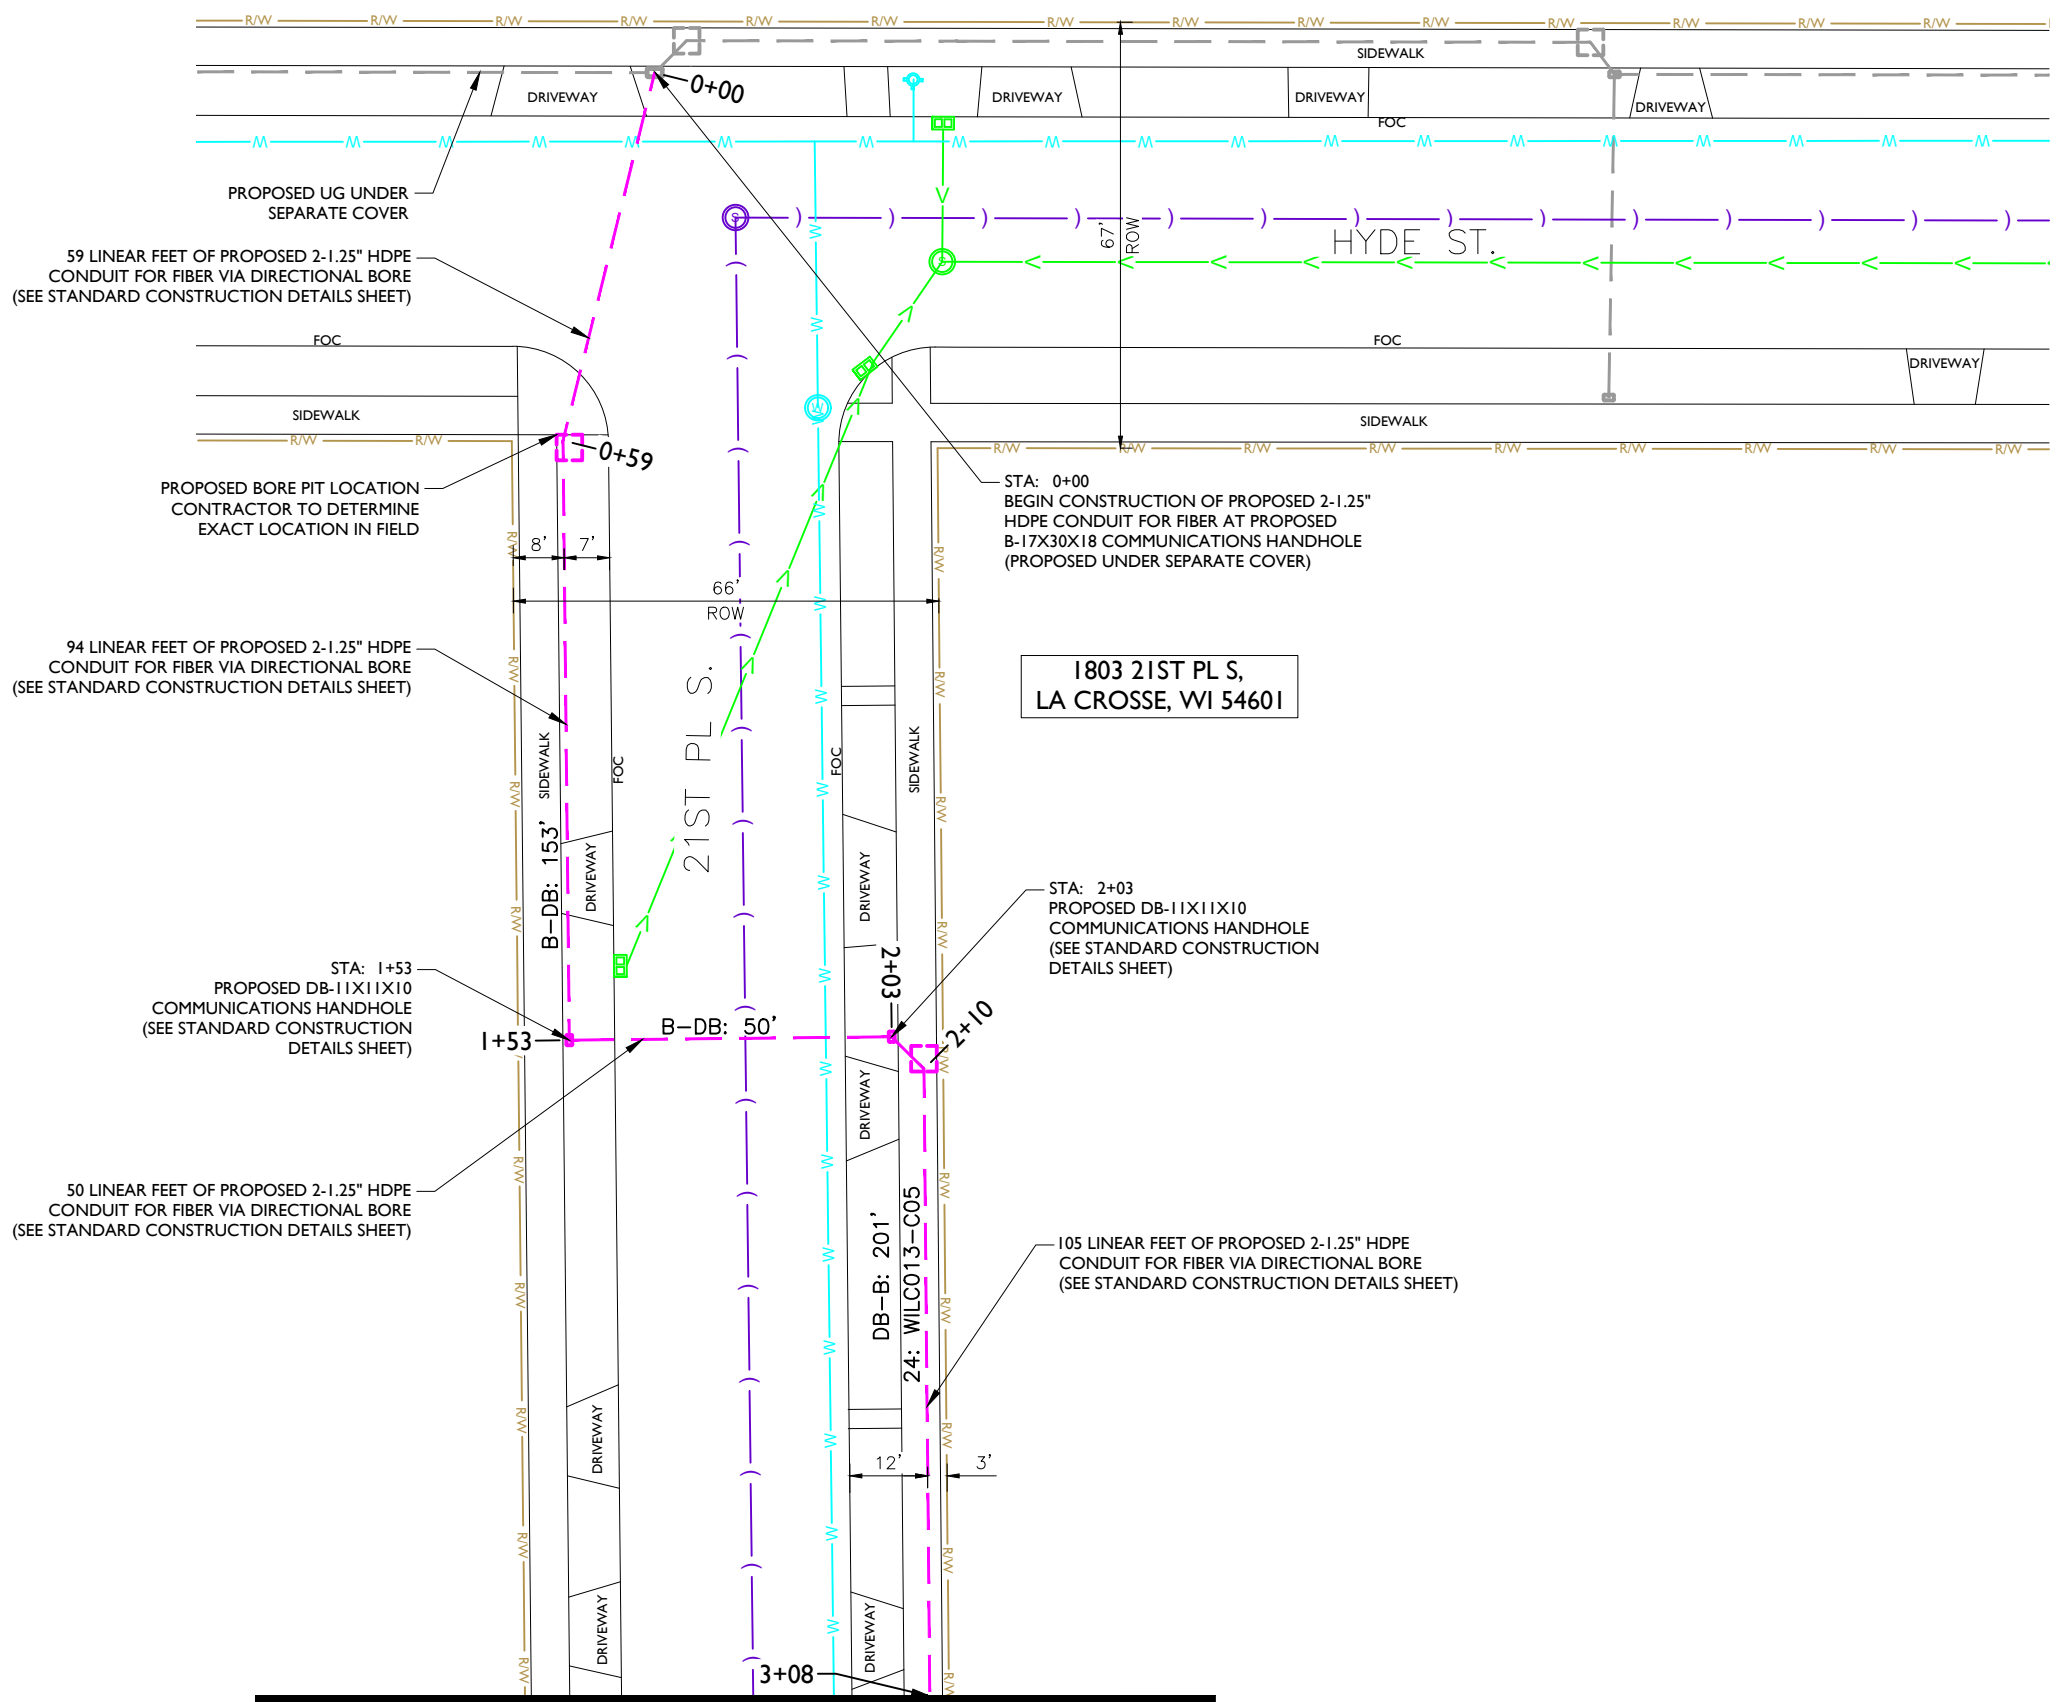 R/W R/W R/W R/W R/W R/W R/W R/W R/W R/W R/W R/W R/W R/W
SIDEWALK
0+00
DRIVEWAY
DRIVEWAY
DRIVEWAY
DRIVEWAY
FOC
W W W W W W W W W W W W W W W W W W W
PROPOSED UG UNDER
SEPARATE COVER
S
67'
ROW
HYDE ST.
S
59 LINEAR FEET OF PROPOSED 2-1.25" HDPE
CONDUIT FOR FIBER VIA DIRECTIONAL BORE
(SEE STANDARD CONSTRUCTION DETAILS SHEET)
FOC
FOC
DRIVEWAY
W
SIDEWALK
SIDEWALK
R/W R/W
R/W R/W R/W R/W R/W R/W R/W R/W R/W
0+59
PROPOSED BORE PIT LOCATION
CONTRACTOR TO DETERMINE
EXACT LOCATION IN FIELD
STA: 0+00
BEGIN CONSTRUCTION OF PROPOSED 2-1.25"
HDPE CONDUIT FOR FIBER AT PROPOSED
B-17X30X18 COMMUNICATIONS HANDHOLE
(PROPOSED UNDER SEPARATE COVER)
8' 7'
66'
ROW
94 LINEAR FEET OF PROPOSED 2-1.25" HDPE
CONDUIT FOR FIBER VIA DIRECTIONAL BORE
(SEE STANDARD CONSTRUCTION DETAILS SHEET)
1803 21ST PL S,
LA CROSSE, WI 54601
21ST PL S.
SIDEWALK
FOC
FOC
SIDEWALK
B-DB: 153'
DRIVEWAY
DRIVEWAY
STA: 2+03
PROPOSED DB-11X11X10
COMMUNICATIONS HANDHOLE
(SEE STANDARD CONSTRUCTION
DETAILS SHEET)
STA: 1+53
PROPOSED DB-11X11X10
COMMUNICATIONS HANDHOLE
(SEE STANDARD CONSTRUCTION
DETAILS SHEET)
1+53
B-DB: 50'
2+03
2+10
DRIVEWAY
50 LINEAR FEET OF PROPOSED 2-1.25" HDPE
CONDUIT FOR FIBER VIA DIRECTIONAL BORE
(SEE STANDARD CONSTRUCTION DETAILS SHEET)
DB-B: 201'
24: WILC013-C05
105 LINEAR FEET OF PROPOSED 2-1.25" HDPE
CONDUIT FOR FIBER VIA DIRECTIONAL BORE
(SEE STANDARD CONSTRUCTION DETAILS SHEET)
DRIVEWAY
12' 3'
DRIVEWAY
DRIVEWAY
3+08
R/W R/W R/W R/W R/W R/W R/W R/W R/W
R/W R/W R/W R/W R/W R/W R/W R/W R/W R/W
W W W W W W W W W W W W W W W